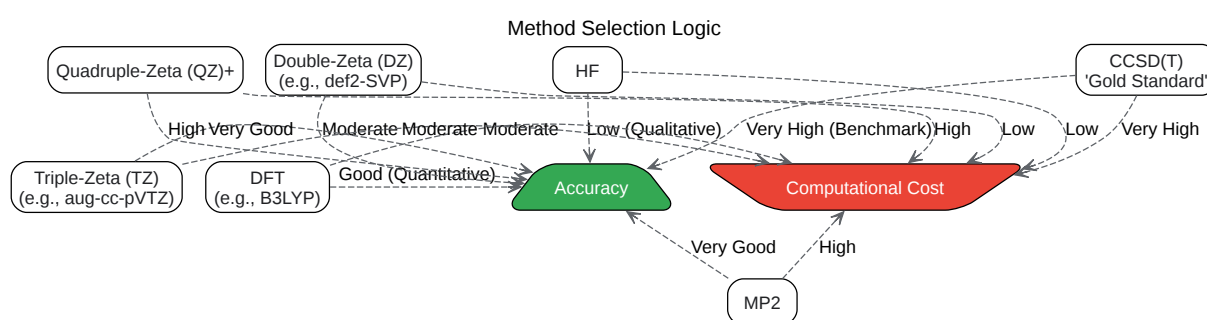 Method Selection Logic
Quadruple-Zeta (QZ)+
Double-Zeta (DZ)
(e.g., def2-SVP)
HF
CCSD(T)
'Gold Standard'
High Very Good
Moderate Moderate Moderate
Low (Qualitative)
Very High (Benchmark)
High
Low
Low
Very High
Triple-Zeta (TZ)
(e.g., aug-cc-pVTZ)
DFT
(e.g., B3LYP)
Good (Quantitative)
Accuracy
Computational Cost
Very Good
High
MP2